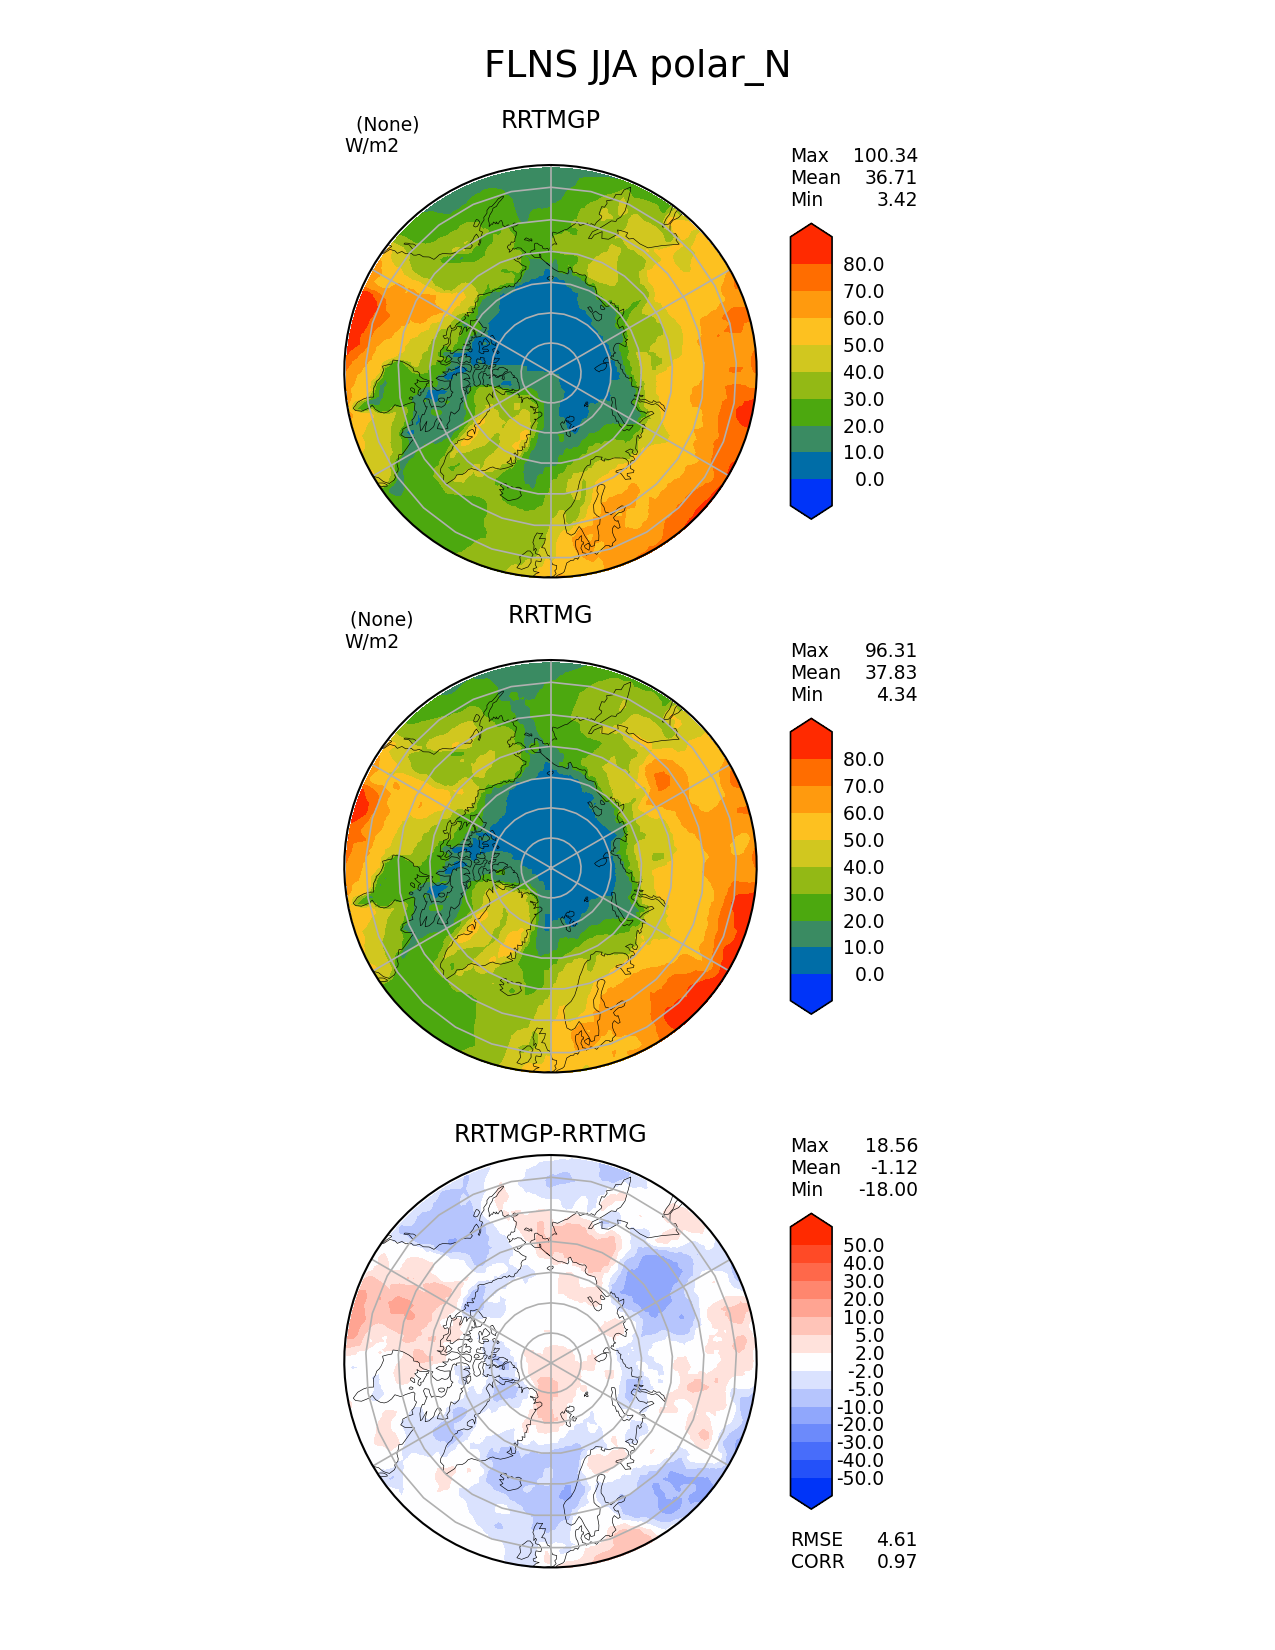 FLNS JJA polar_N
RRTMGP
(None)
W/m2
Max 100.34
Mean 36.71
Min 3.42
80.0
70.0
60.0
50.0
40.0
30.0
20.0
10.0
0.0
RRTMG
(None)
W/m2
Max 96.31
Mean 37.83
Min 4.34
80.0
70.0
60.0
50.0
40.0
30.0
20.0
10.0
0.0
RRTMGP-RRTMG
Max 18.56
Mean -1.12
Min -18.00
50.0
40.0
30.0
20.0
10.0
5.0
2.0
-2.0
-5.0
-10.0
-20.0
-30.0
-40.0
-50.0
RMSE 4.61
CORR 0.97